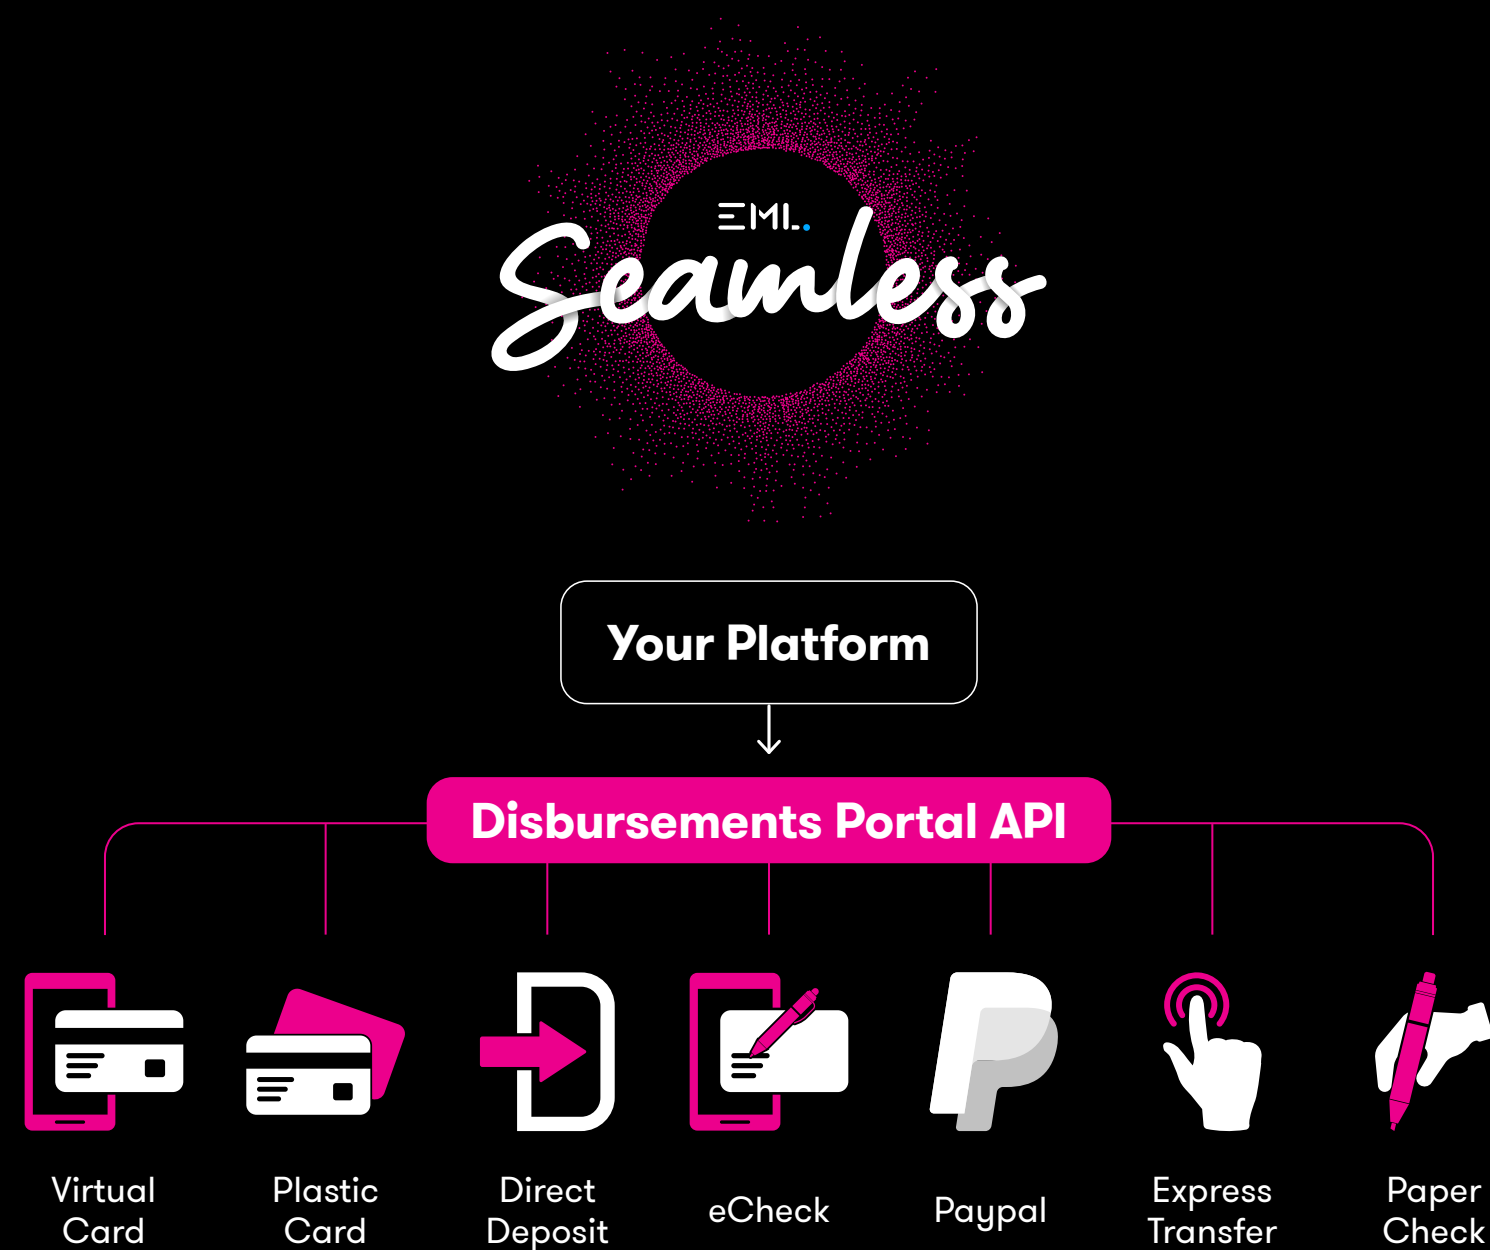 EML.
Seamless
Your Platform
Disbursements Portal API
Virtual
Card
Plastic
Card
Direct
Deposit
eCheck
Paypal
Express
Transfer
Paper
Check